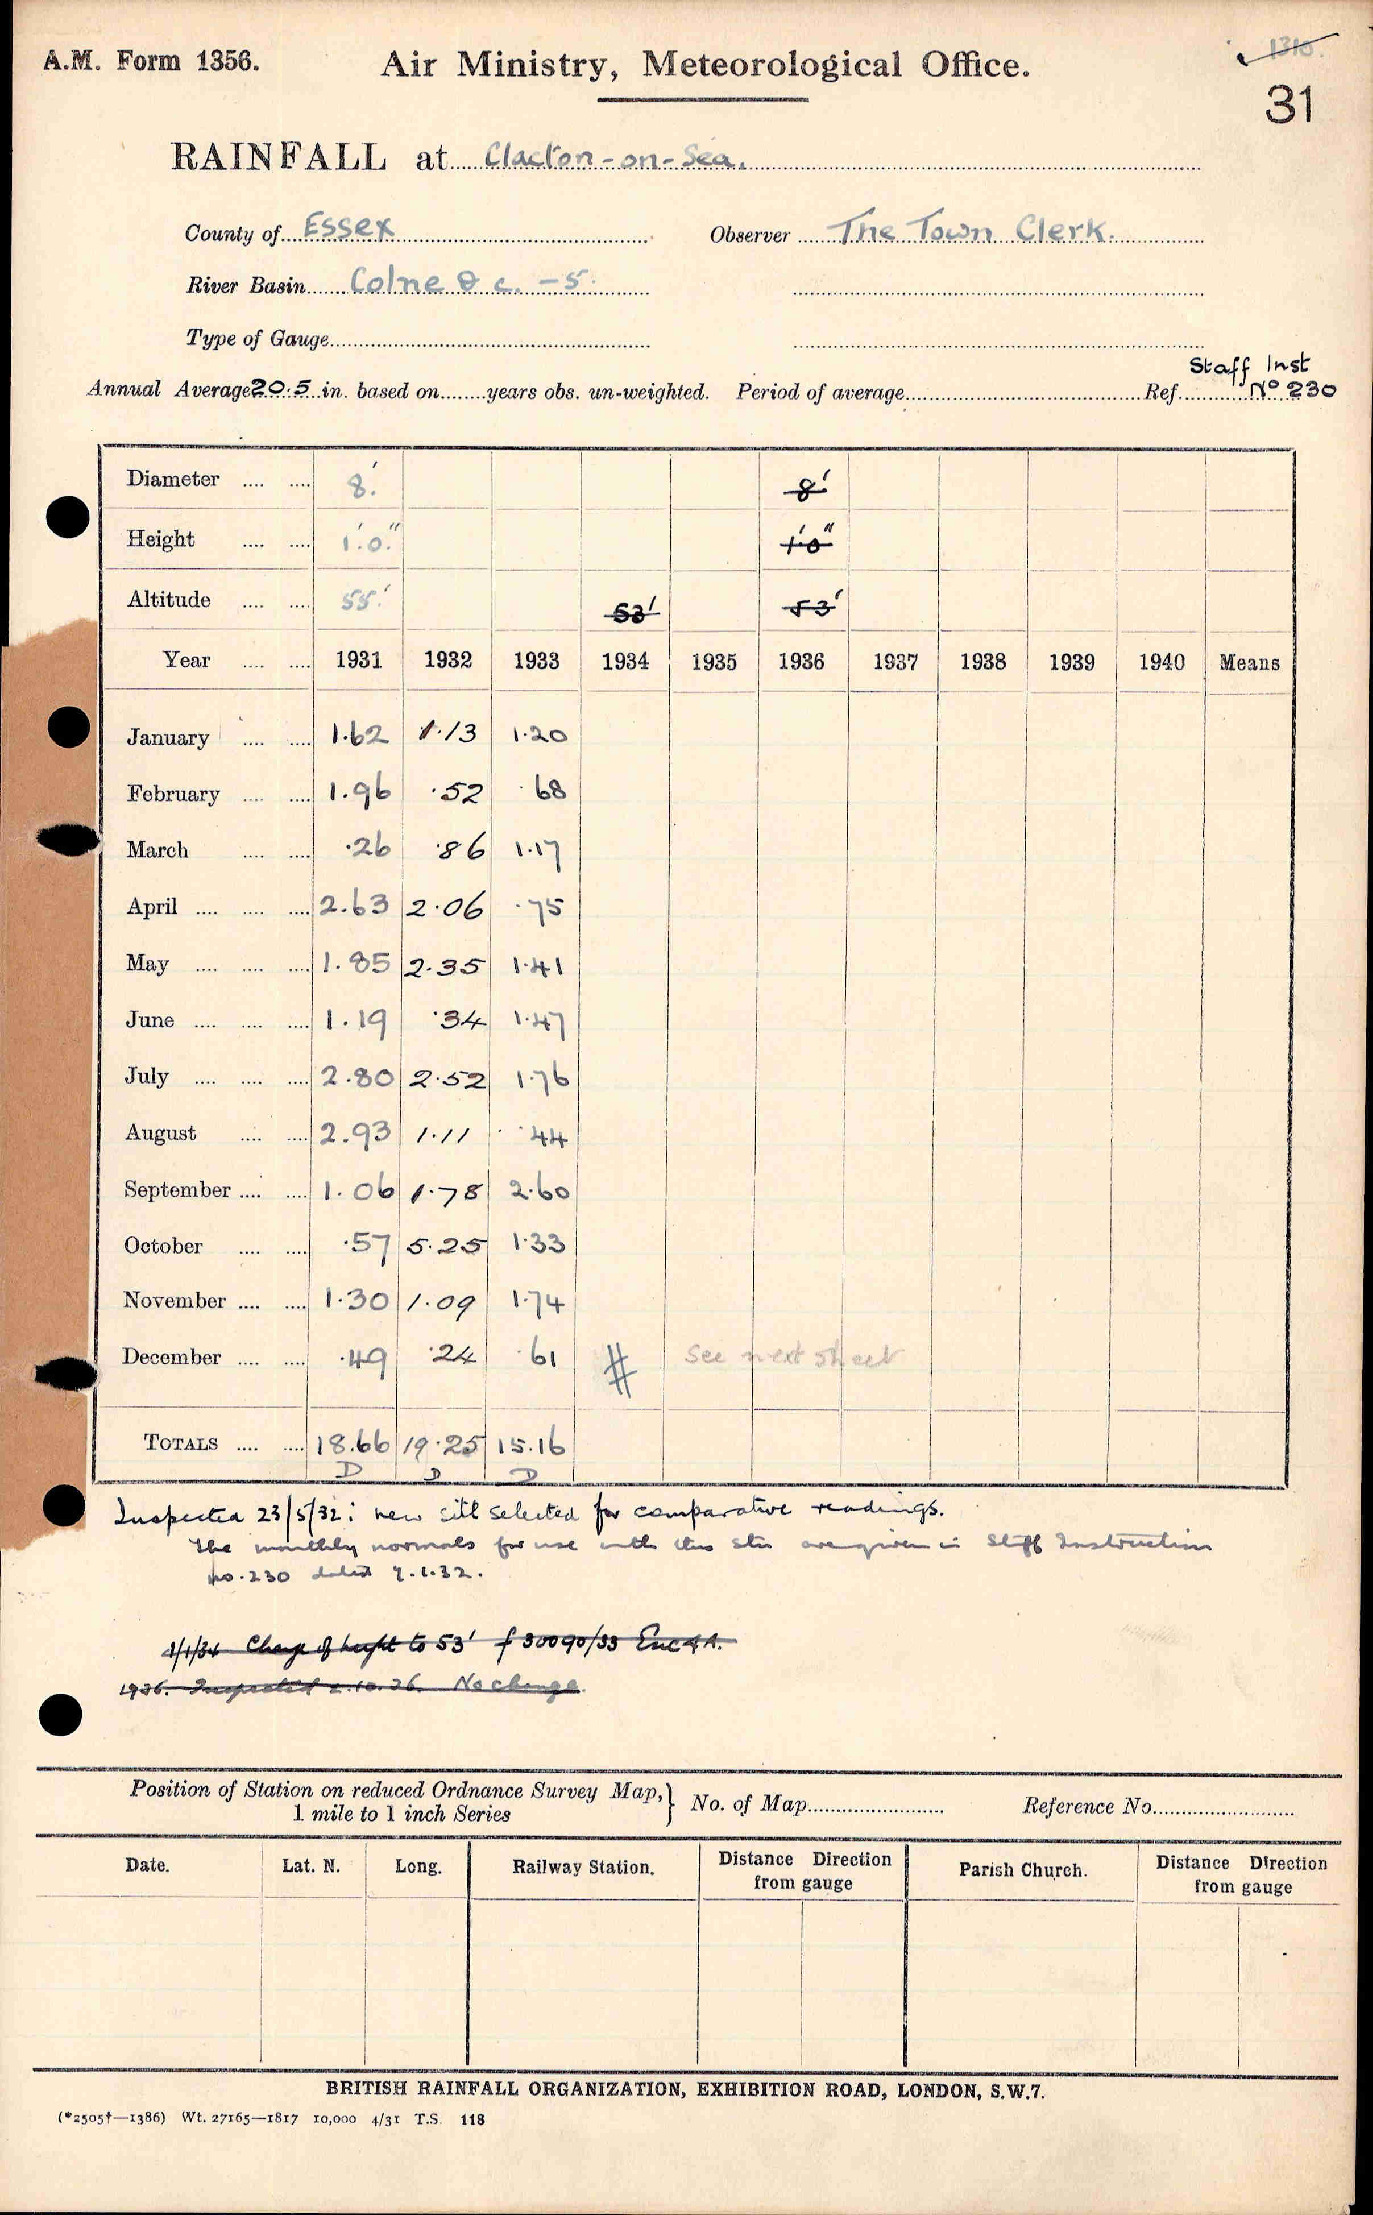 A.M. Form 1356.
Air Ministry, Meteorological Office.
1310.
31
RAINFALL at Clacton-on-Sea.
County of Essex Observer The Town Clerk.
River Basin Colne & c. -5.
Type of Gauge
Staff Inst
Annual Average 20.5 in. based on years obs. un-weighted. Period of average Ref. No 230
Diameter 8' 8'
Height 1'.0" 1'.0"
Altitude 55' 53' 53'
Year 1931 1932 1933 1934 1935 1936 1937 1938 1939 1940 Means
January 1.62 1.13 1.20
February 1.96 .52 .68
March .26 .86 1.17
April 2.63 2.06 .75
May 1.85 2.35 1.41
June 1.19 .34 1.47
July 2.80 2.52 1.76
August 2.93 1.11 .44
September 1.06 1.78 2.60
October .57 5.25 1.33
November 1.30 1.09 1.74
December .49 .24 .61 # see next sheet
TOTALS 18.66 19.25 15.16
D D D
Inspected 23/5/32: new site selected for comparative readings.
The monthly normals for use with this stn are given in Staff Instruction
No. 230 dated 7.1.32.
1/1/34 Change of height to 53' f 30090/33 Enc 4A.
1936. Inspected 2.10.36. No change.
Position of Station on reduced Ordnance Survey Map,} No. of Map Reference No.
1 mile to 1 inch Series
Date. Lat. N. Long. Railway Station. Distance Direction from gauge Parish Church. Distance Direction from gauge
BRITISH RAINFALL ORGANIZATION, EXHIBITION ROAD, LONDON, S.W.7.
(*2505†—1386) Wt. 27165—1817 10,000 4/31 T.S. 118